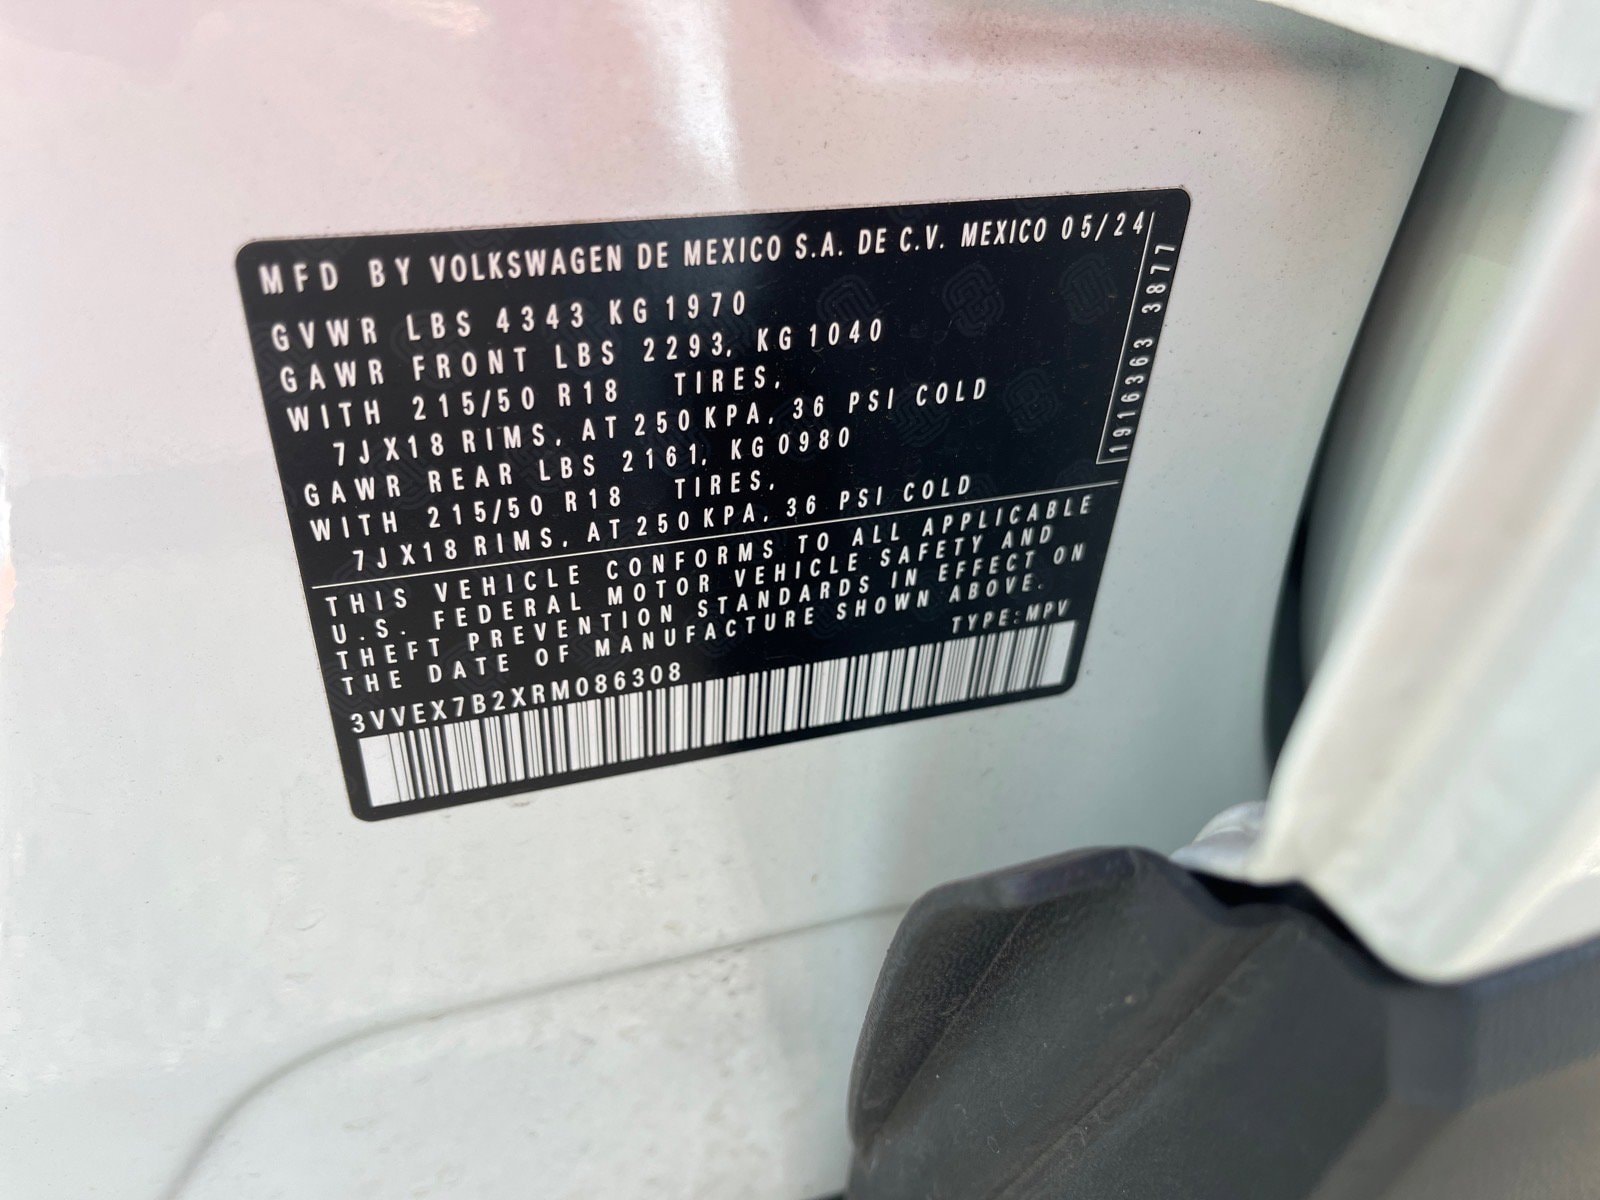 MFD BY VOLKSWAGEN DE MEXICO S.A. DE C.V. MEXICO 05/24
GVWR LBS 4343 KG 1970
GAWR FRONT LBS 2293, KG 1040
WITH 215/50 R18 TIRES,
7JX18 RIMS, AT 250 KPA, 36 PSI COLD
GAWR REAR LBS 2161, KG 0980
WITH 215/50 R18 TIRES,
7JX18 RIMS, AT 250 KPA, 36 PSI COLD
THIS VEHICLE CONFORMS TO ALL APPLICABLE
U.S. FEDERAL MOTOR VEHICLE SAFETY AND
THEFT PREVENTION STANDARDS IN EFFECT ON
THE DATE OF MANUFACTURE SHOWN ABOVE.
TYPE: MPV
3VVEX7B2XRM086308
1916363 3877